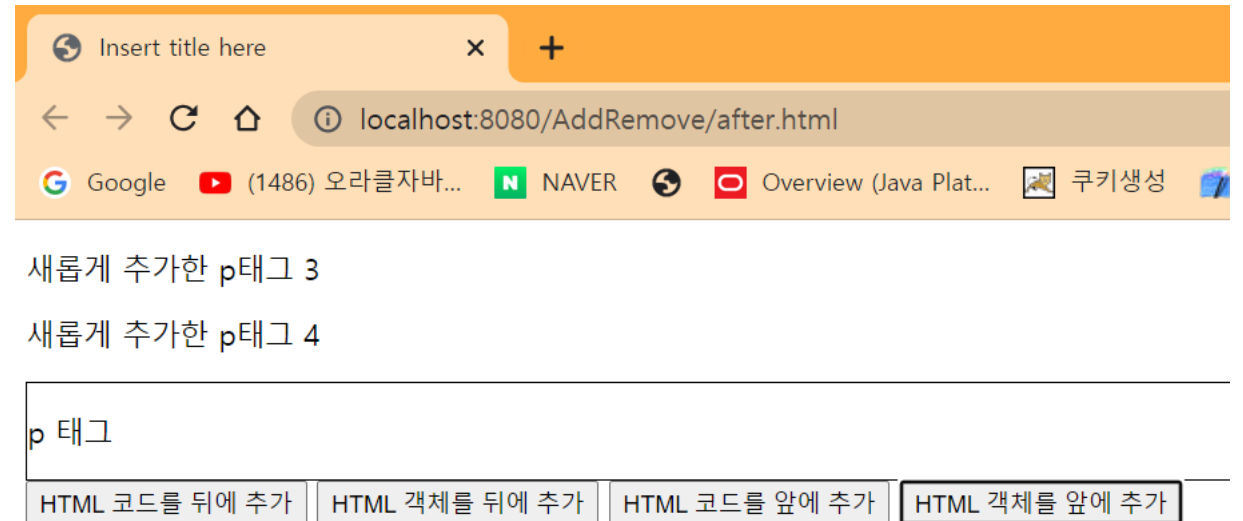 Insert title here
localhost:8080/AddRemove/after.html
Google (1486) 오라클자바... N NAVER Overview (Java Plat... 쿠키생성
새롭게 추가한 p태그 3
새롭게 추가한 p태그 4
p 태그
HTML 코드를 뒤에 추가 HTML 객체를 뒤에 추가 HTML 코드를 앞에 추가 HTML 객체를 앞에 추가